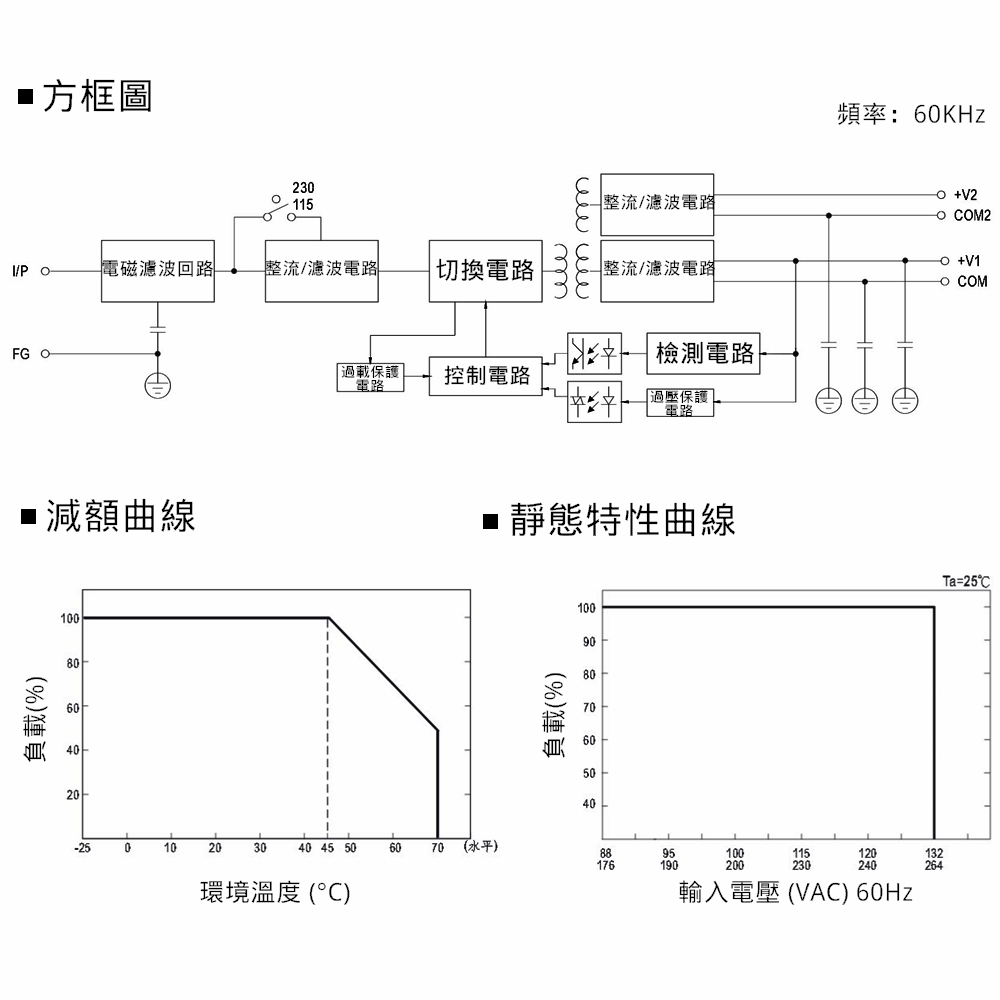 ■ 方框圖
頻率：60KHz
230
115
I/P
FG
電磁濾波回路
整流/濾波電路
切換電路
整流/濾波電路
整流/濾波電路
+V2
COM2
+V1
COM
過載保護
電路
控制電路
檢測電路
過壓保護
電路
■ 減額曲線
負載(%)
100
80
60
40
20
-25 0 10 20 30 40 45 50 60 70 (水平)
環境溫度 (°C)
■ 靜態特性曲線
Ta=25℃
負載(%)
100
90
80
70
60
50
40
88 95 100 115 120 132
176 190 200 230 240 264
輸入電壓 (VAC) 60Hz